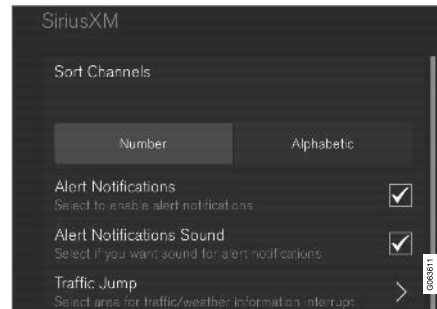 SiriusXM
Sort Channels
Number Alphabetic
Alert Notifications
Select to enable alert notifications
Alert Notifications Sound
Select if you want sound for alert notifications
Traffic Jump
Select area for traffic/weather information interrupt
G063611